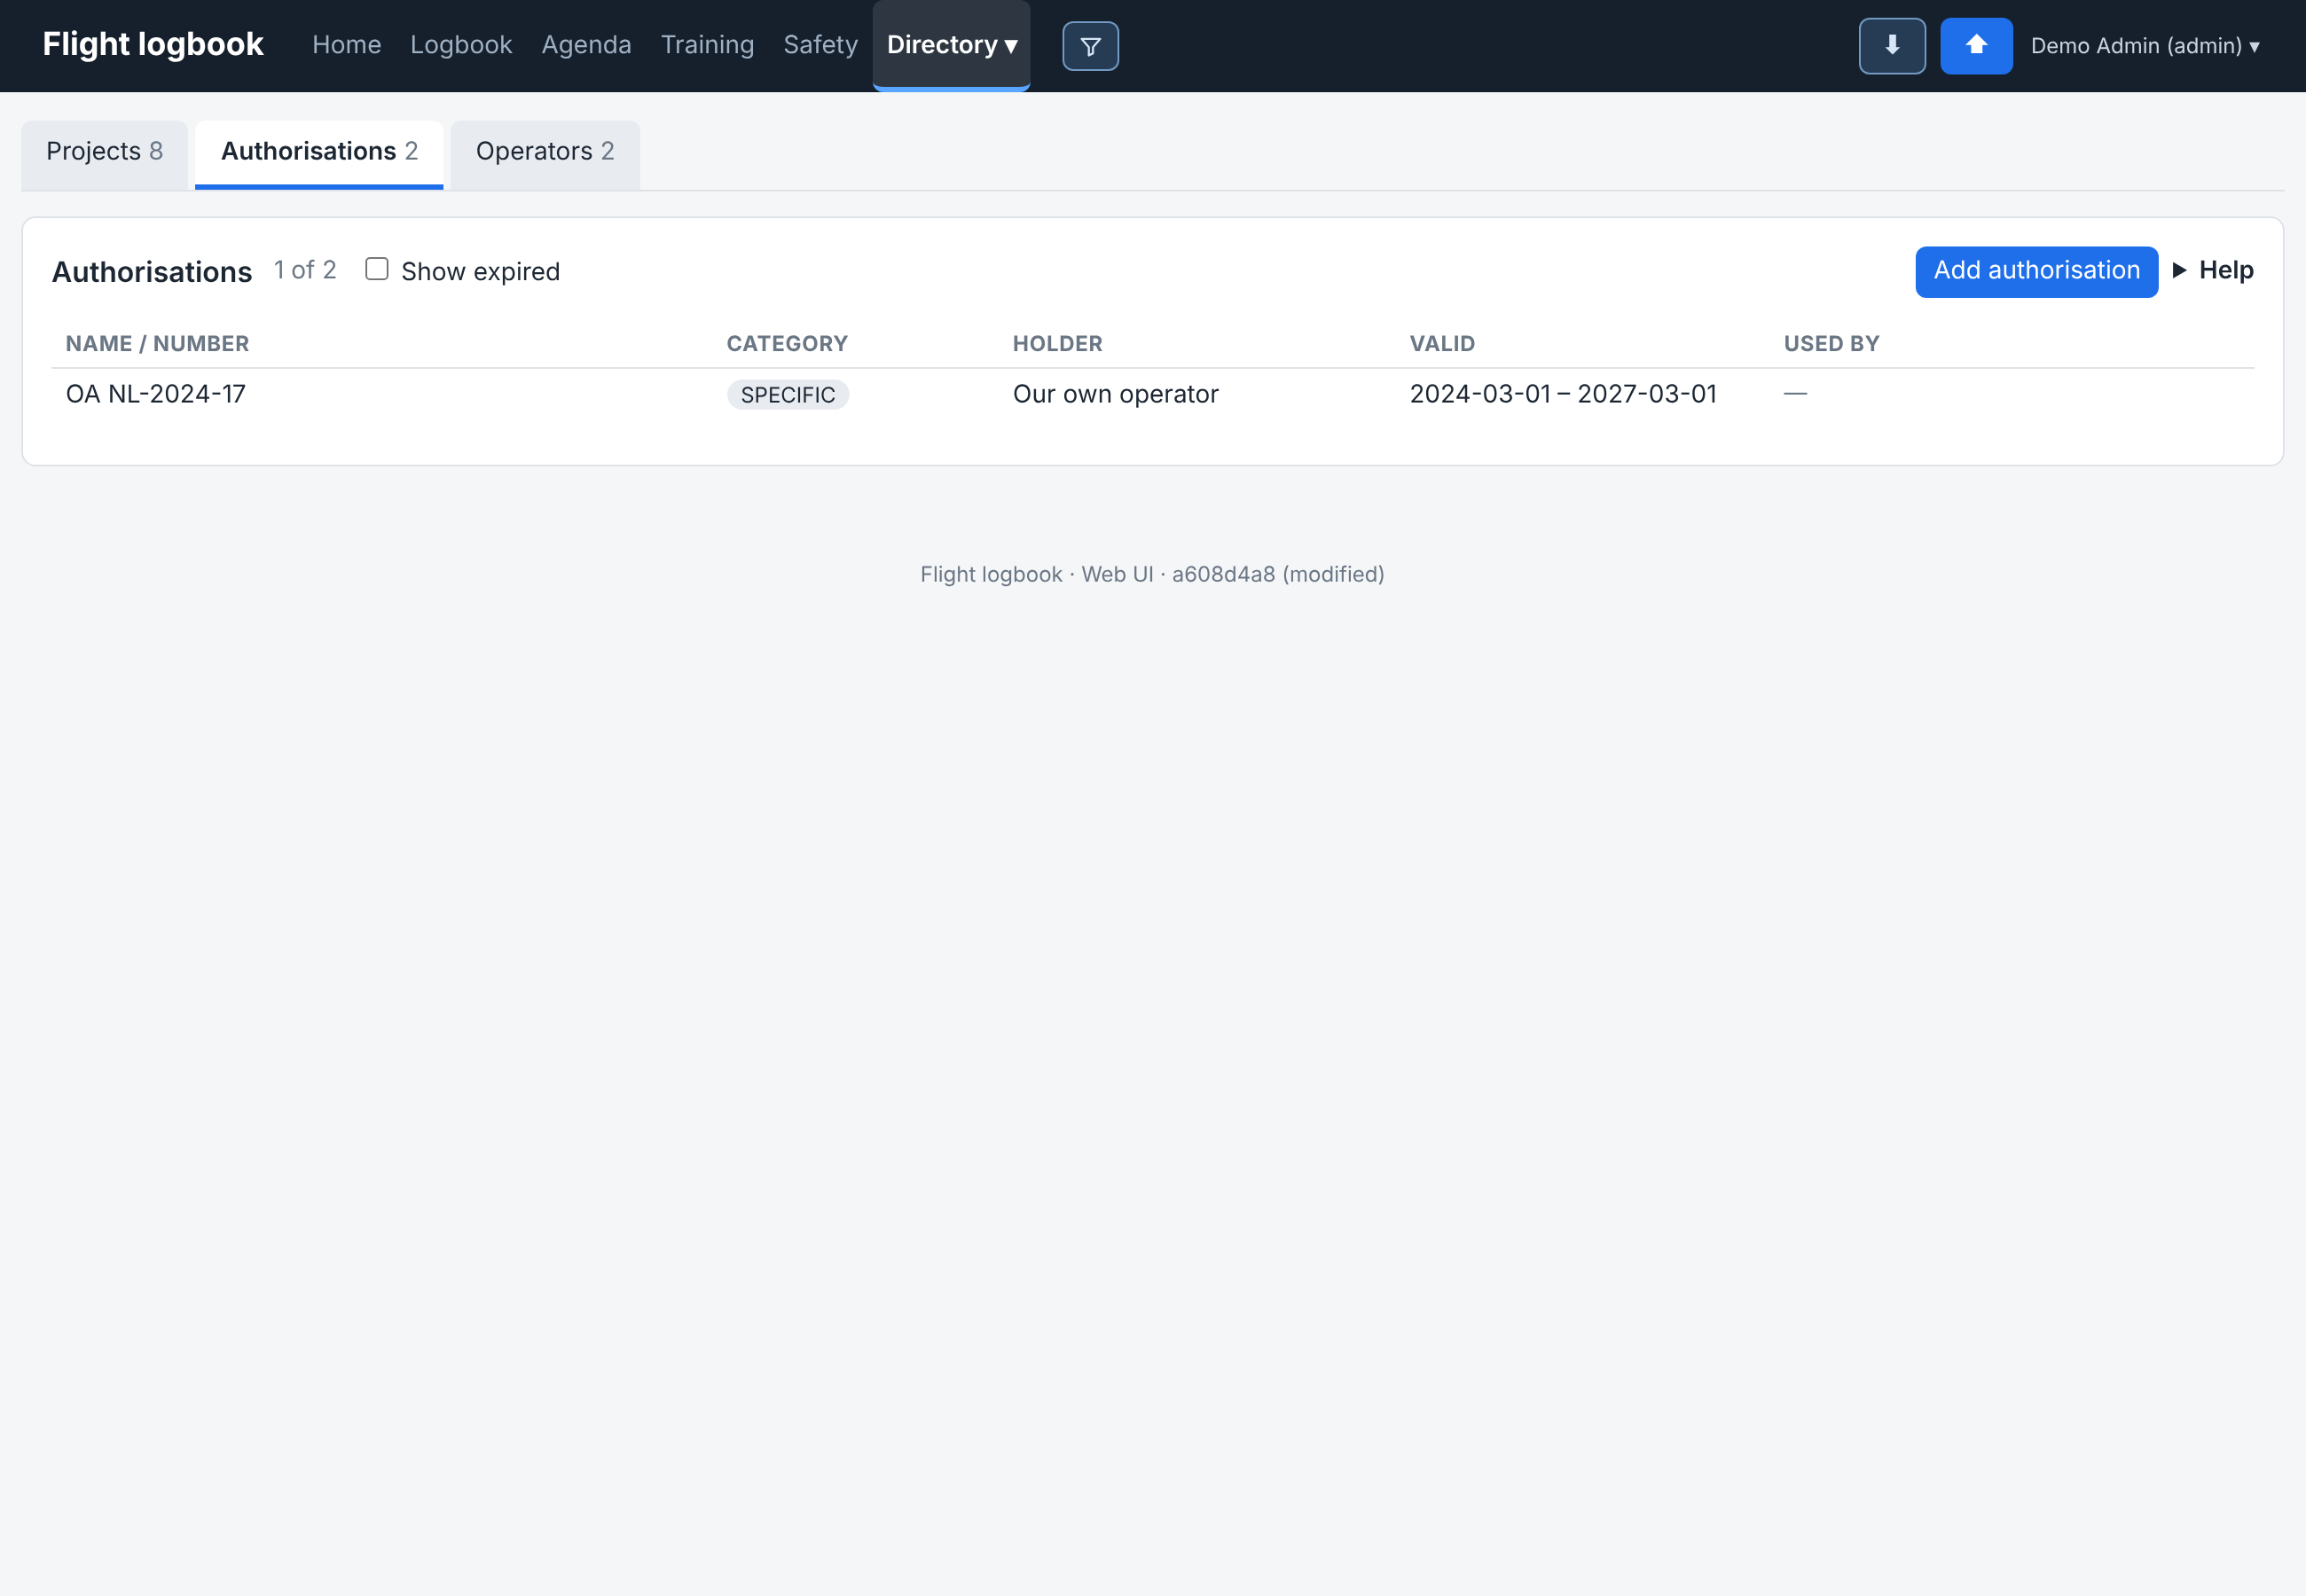 Flight logbook Home Logbook Agenda Training Safety Directory ▾ Demo Admin (admin) ▾
Projects 8 Authorisations 2 Operators 2
Authorisations 1 of 2 Show expired Add authorisation ▶ Help
NAME / NUMBER CATEGORY HOLDER VALID USED BY
OA NL-2024-17 SPECIFIC Our own operator 2024-03-01 – 2027-03-01 —
Flight logbook · Web UI · a608d4a8 (modified)